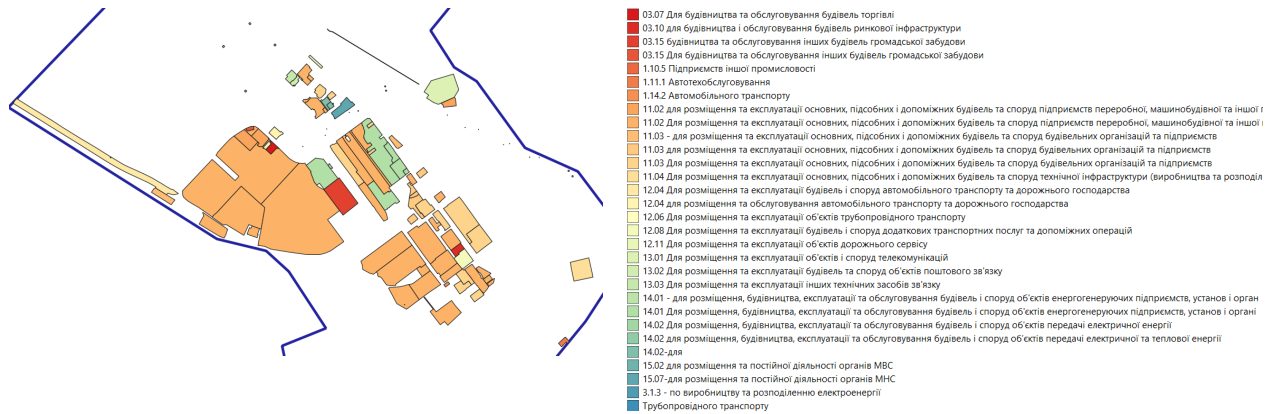 03.07 Для будівництва та обслуговування будівель торгівлі
03.10 для будівництва і обслуговування будівель ринкової інфраструктури
03.15 будівництва та обслуговування інших будівель громадської забудови
03.15 Для будівництва та обслуговування інших будівель громадської забудови
1.10.5 Підприємств іншої промисловості
1.11.1 Автотехобслуговування
1.14.2 Автомобільного транспорту
11.02 для розміщення та експлуатації основних, підсобних і допоміжних будівель та споруд підприємств переробної, машинобудівної та іншої
11.02 Для розміщення та експлуатації основних, підсобних і допоміжних будівель та споруд підприємств переробної, машинобудівної та іншої
11.03 - для розміщення та експлуатації основних, підсобних і допоміжних будівель та споруд будівельних організацій та підприємств
11.03 для розміщення та експлуатації основних, підсобних і допоміжних будівель та споруд будівельних організацій та підприємств
11.03 Для розміщення та експлуатації основних, підсобних і допоміжних будівель та споруд будівельних організацій та підприємств
11.04 Для розміщення та експлуатації основних, підсобних і допоміжних будівель та споруд технічної інфраструктури (виробництва та розподіл
12.04 Для розміщення та експлуатації будівель і споруд автомобільного транспорту та дорожнього господарства
12.04 для розміщення та обслуговування автомобільного транспорту та дорожнього господарства
12.06 Для розміщення та експлуатації об'єктів трубопровідного транспорту
12.08 Для розміщення та експлуатації будівель і споруд додаткових транспортних послуг та допоміжних операцій
12.11 Для розміщення та експлуатації об'єктів дорожнього сервісу
13.01 Для розміщення та експлуатації об'єктів і споруд телекомунікацій
13.02 Для розміщення та експлуатації будівель та споруд об'єктів поштового зв'язку
13.03 Для розміщення та експлуатації інших технічних засобів зв'язку
14.01 - для розміщення, будівництва, експлуатації та обслуговування будівель і споруд об'єктів енергогенеруючих підприємств, установ і орган
14.01 Для розміщення, будівництва, експлуатації та обслуговування будівель і споруд об'єктів енергогенеруючих підприємств, установ і органі
14.02 Для розміщення, будівництва, експлуатації та обслуговування будівель і споруд об'єктів передачі електричної енергії
14.02 для розміщення, будівництва, експлуатації та обслуговування будівель і споруд об'єктів передачі електричної та теплової енергії
14.02-для
15.02 для розміщення та постійної діяльності органів МВС
15.07-для розміщення та постійної діяльності органів МНС
3.1.3 - по виробництву та розподіленню електроенергії
Трубопровідного транспорту